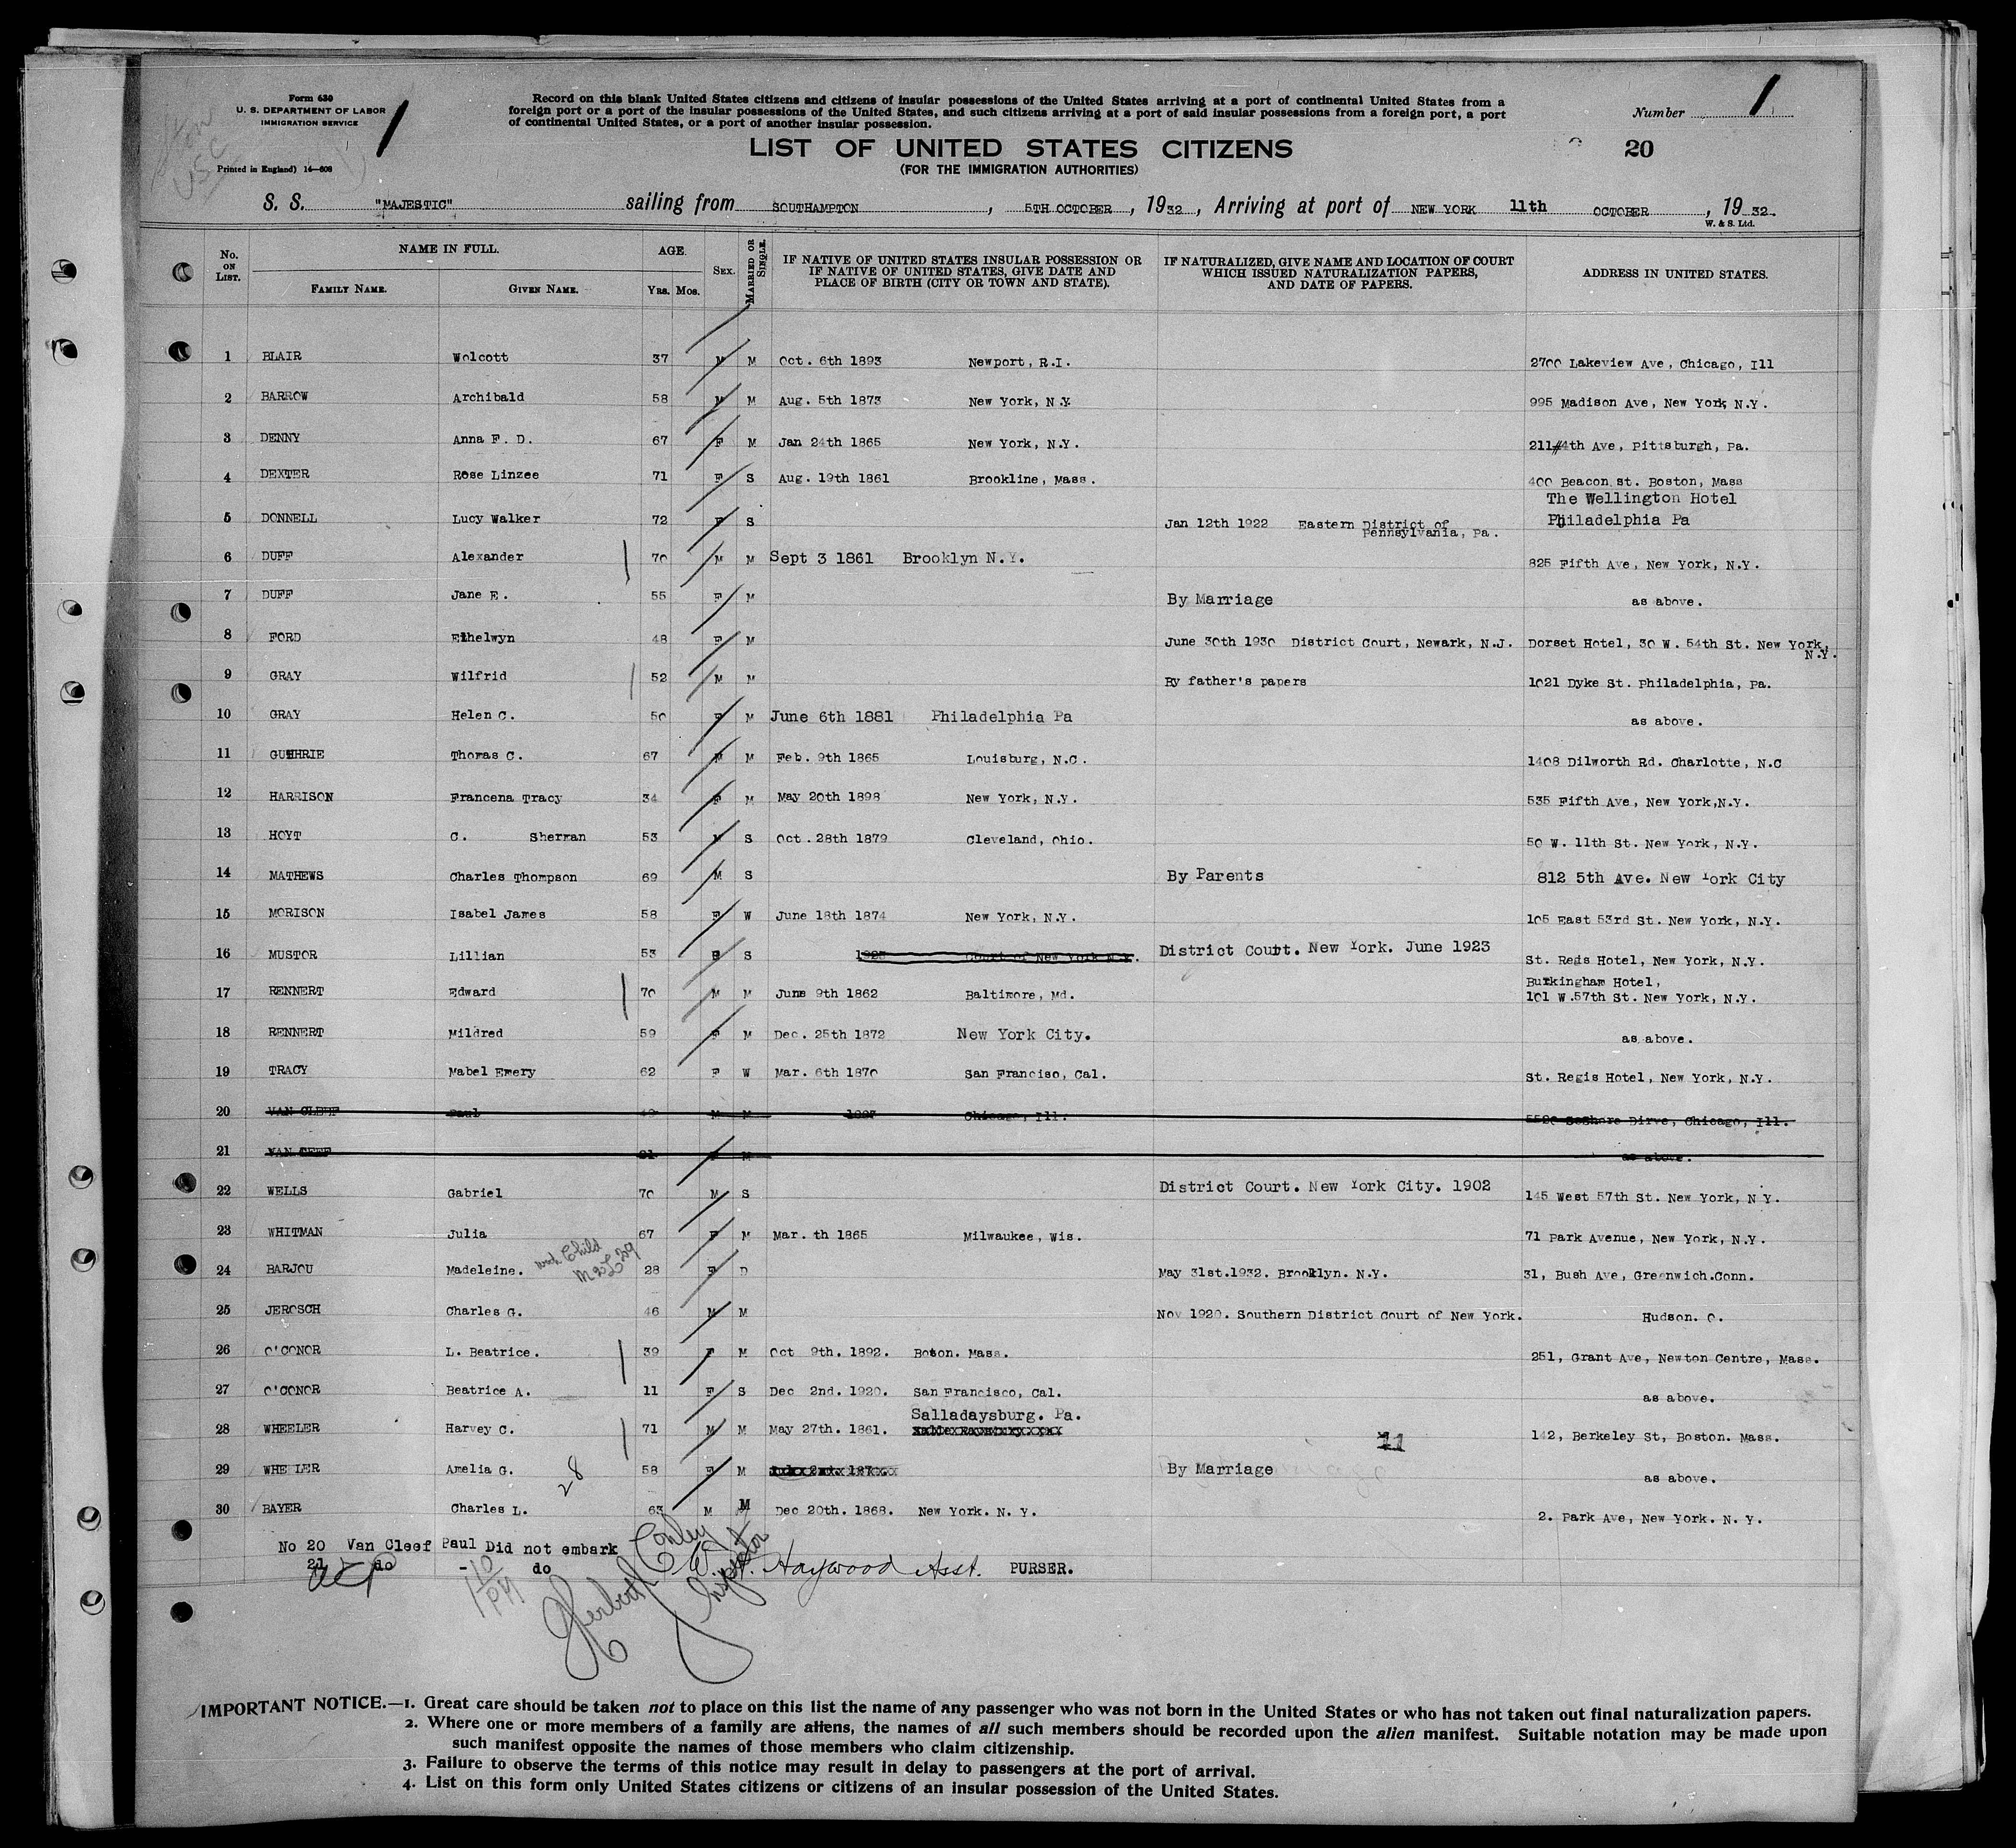 Form 630
U. S. DEPARTMENT OF LABOR
IMMIGRATION SERVICE
Printed in England) 14—608
USC
1
Record on this blank United States citizens and citizens of insular possessions of the United States arriving at a port of continental United States from a
foreign port or a port of the insular possessions of the United States, and such citizens arriving at a port of said insular possessions from a foreign port, a port
of continental United States, or a port of another insular possession.
Number 1
LIST OF UNITED STATES CITIZENS
20
(FOR THE IMMIGRATION AUTHORITIES)
S. S. "MAJESTIC" sailing from SOUTHAMPTON, 5TH OCTOBER, 1932, Arriving at port of NEW YORK 11th OCTOBER, 1932.
W. & S. Ltd.
No. ON LIST. NAME IN FULL. FAMILY NAME. GIVEN NAME. AGE. YRS. MOS. SEX. MARRIED OR SINGLE. IF NATIVE OF UNITED STATES INSULAR POSSESSION OR IF NATIVE OF UNITED STATES, GIVE DATE AND PLACE OF BIRTH (CITY OR TOWN AND STATE). IF NATURALIZED, GIVE NAME AND LOCATION OF COURT WHICH ISSUED NATURALIZATION PAPERS, AND DATE OF PAPERS. ADDRESS IN UNITED STATES.
1 BLAIR Wolcott 37 M M Oct. 6th 1893 Newport, R.I. 2700 Lakeview Ave, Chicago, Ill
2 BARROW Archibald 58 M M Aug. 5th 1873 New York, N.Y. 995 Madison Ave, New York, N.Y.
3 DENNY Anna F. D. 67 F M Jan 24th 1865 New York, N.Y. 211 4th Ave, Pittsburgh, Pa.
4 DEXTER Rose Linzee 71 F S Aug. 19th 1861 Brookline, Mass. 400 Beacon st. Boston, Mass
5 DONNELL Lucy Walker 72 F S Jan 12th 1922 Eastern District of Pennsylvania, Pa. The Wellington Hotel Philadelphia Pa
6 DUFF Alexander 70 M M Sept 3 1861 Brooklyn N.Y. 825 Fifth Ave, New York, N.Y.
7 DUFF Jane E. 55 F M By Marriage as above.
8 FORD Ethelwyn 48 F M June 30th 1930 District Court, Newark, N.J. Dorset Hotel, 30 W. 54th St. New York, N.Y.
9 GRAY Wilfrid 52 M M By father's papers 1021 Dyke St. Philadelphia, Pa.
10 GRAY Helen C. 50 F M June 6th 1881 Philadelphia Pa as above.
11 GUTHRIE Thomas C. 67 M M Feb. 9th 1865 Louisburg, N.C. 1408 Dilworth Rd. Charlotte, N.C
12 HARRISON Francena Tracy 34 F M May 20th 1898 New York, N.Y. 535 Fifth Ave, New York,N.Y.
13 HOYT C. Sherman 53 M S Oct. 28th 1879 Cleveland, Ohio. 50 W. 11th St. New York, N.Y.
14 MATHEWS Charles Thompson 69 M S By Parents 812 5th Ave. New York City
15 MORISON Isabel James 58 F W June 18th 1874 New York, N.Y. 105 East 53rd St. New York, N.Y.
16 MUSTOR Lillian 53 F S 1923 Court of New York N.Y. District Court. New York. June 1923 St. Regis Hotel, New York, N.Y.
17 RENNERT Edward 70 M M June 9th 1862 Baltimore, Md. Buckingham Hotel, 101 W.57th St. New York, N.Y.
18 RENNERT Mildred 59 F M Dec. 25th 1872 New York City. as above.
19 TRACY Mabel Emery 62 F W Mar. 6th 1870 San Franciso, Cal. St. Regis Hotel, New York, N.Y.
20 VAN CLEEF Paul M M Chicago, Ill. Chicago, Ill.
21 VAN CEEF M as above.
22 WELLS Gabriel 70 M S District Court. New York City. 1902 145 West 57th St. New York, N Y.
23 WHITMAN Julia 67 F M Mar. th 1865 Milwaukee, Wis. 71 Park Avenue, New York, N.Y.
24 BARJOU Madeleine. with Child 28 F D May 31st.1932. Brooklyn. N.Y. 31, Bush Ave, Greenwich.Conn.
25 JEROSCH Charles G. 46 M M Nov 1920. Southern District Court of New York. Hudson. O.
26 O'CONOR L. Beatrice. 39 F M Oct 9th. 1892. Boston. Mass. 251, Grant Ave, Newton Centre, Mass.
27 O'CONOR Beatrice A. 11 F S Dec 2nd. 1920. San Francisco, Cal. as above.
28 WHEELER Harvey C. 71 M M May 27th. 1861. Salladaysburg. Pa. 142, Berkeley St, Boston. Mass.
11
29 WHEELER Amelia G. 58 F M By Marriage as above.
28
30 BAYER Charles L. 63 M M Dec 20th. 1868. New York. N. Y. 2. Park Ave, New York. N. Y.
No 20 Van Cleef Paul Did not embark
21 do - do
Haywood Asst. PURSER.
Herbert Conley Inspector
IMPORTANT NOTICE.—1. Great care should be taken not to place on this list the name of any passenger who was not born in the United States or who has not taken out final naturalization papers.
2. Where one or more members of a family are aliens, the names of all such members should be recorded upon the alien manifest. Suitable notation may be made upon
such manifest opposite the names of those members who claim citizenship.
3. Failure to observe the terms of this notice may result in delay to passengers at the port of arrival.
4. List on this form only United States citizens or citizens of an insular possession of the United States.